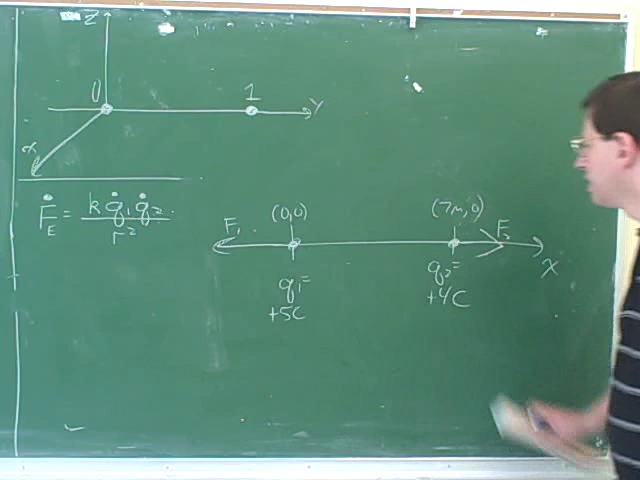 Z
0 1 Y
x
F_E = k q_1 q_2 / r^2
(0,0) (7m,0)
F_1 F_2
X
q_1 = q_2 =
+5C +4C